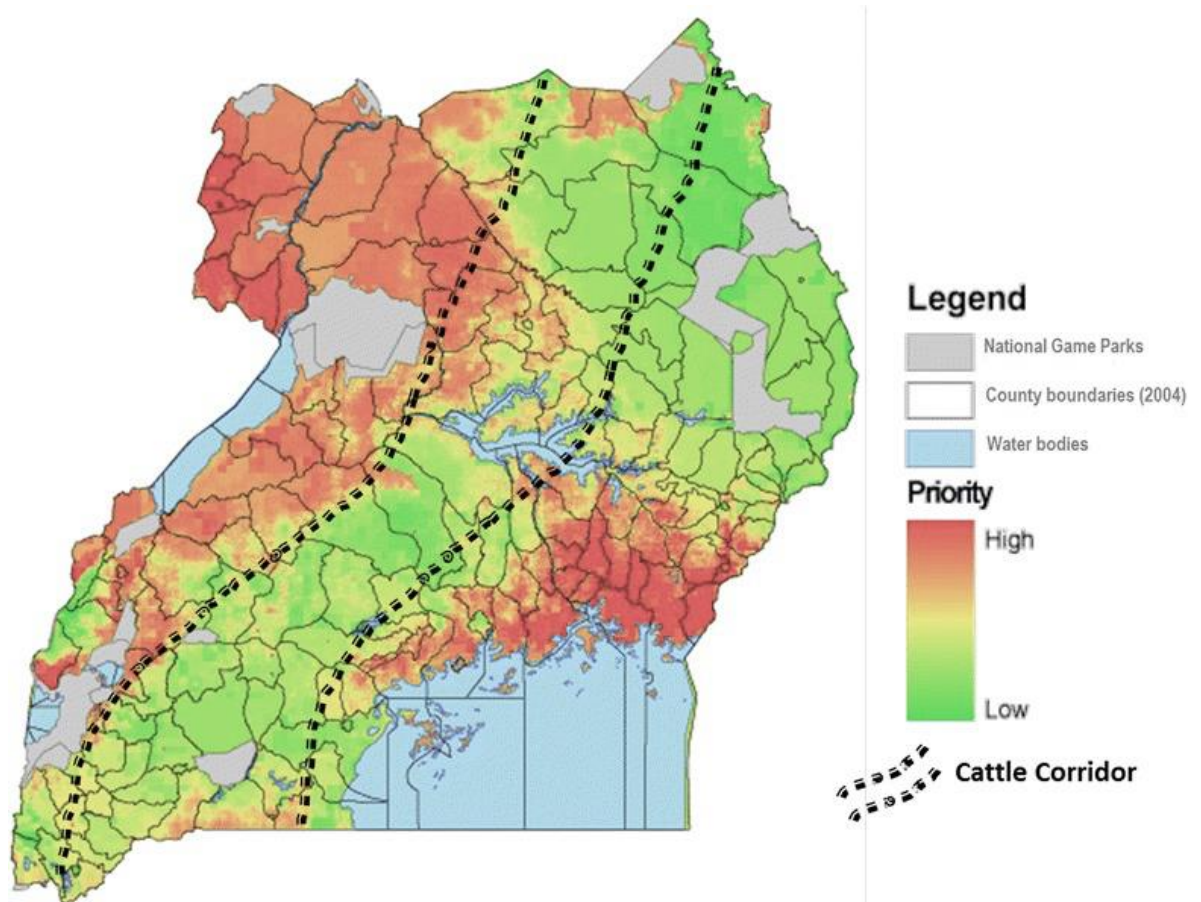 Legend
National Game Parks
County boundaries (2004)
Water bodies
Priority
High
Low
Cattle Corridor